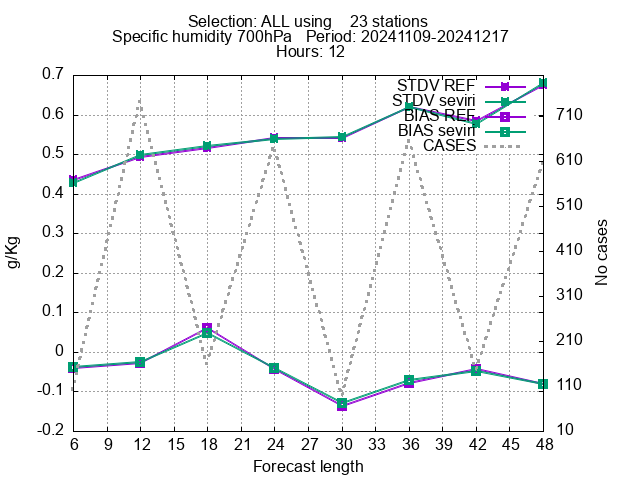 Selection: ALL using    23 stations
Specific humidity 700hPa   Period: 20241109-20241217
Hours: 12
STDV REF
STDV seviri
BIAS REF
BIAS seviri
CASES
0.7
0.6
0.5
0.4
0.3
0.2
0.1
0
-0.1
-0.2
g/Kg
710
610
510
410
310
210
110
10
No cases
6 9 12 15 18 21 24 27 30 33 36 39 42 45 48
Forecast length